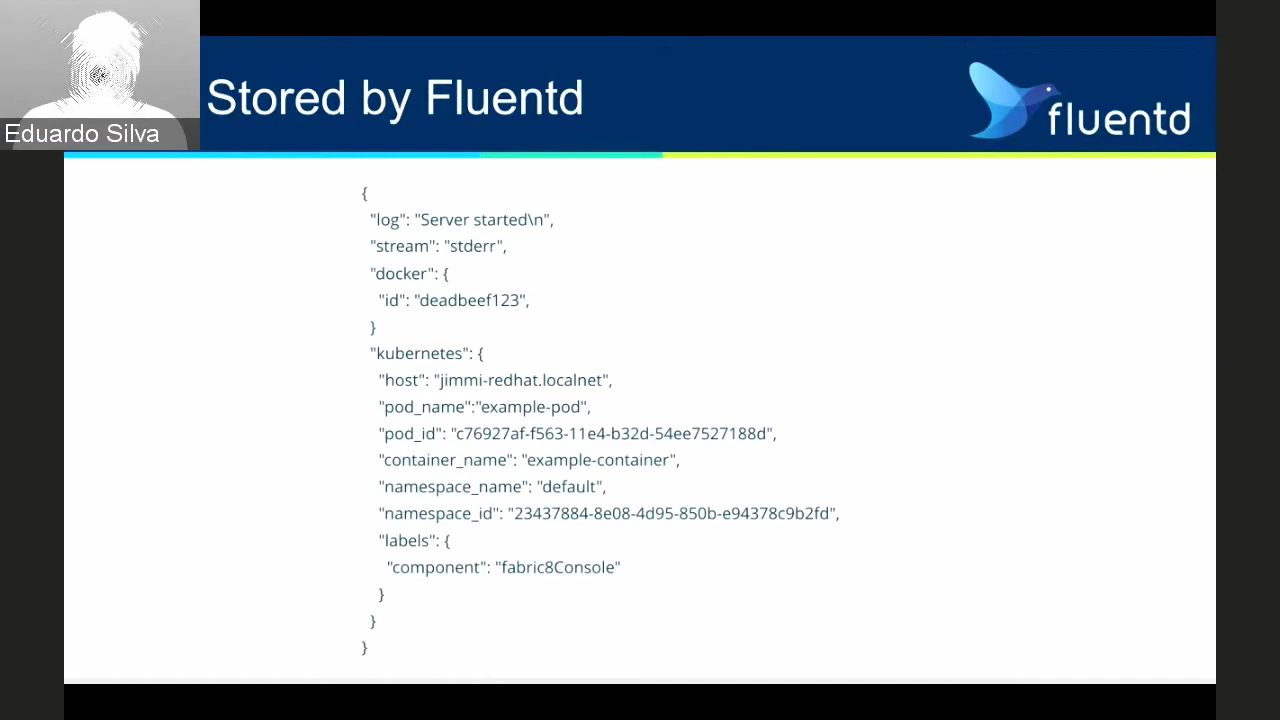 Eduardo Silva
Stored by Fluentd
fluentd
{
"log": "Server started\n",
"stream": "stderr",
"docker": {
"id": "deadbeef123",
}
"kubernetes": {
"host": "jimmi-redhat.localnet",
"pod_name":"example-pod",
"pod_id": "c76927af-f563-11e4-b32d-54ee7527188d",
"container_name": "example-container",
"namespace_name": "default",
"namespace_id": "23437884-8e08-4d95-850b-e94378c9b2fd",
"labels": {
"component": "fabric8Console"
}
}
}